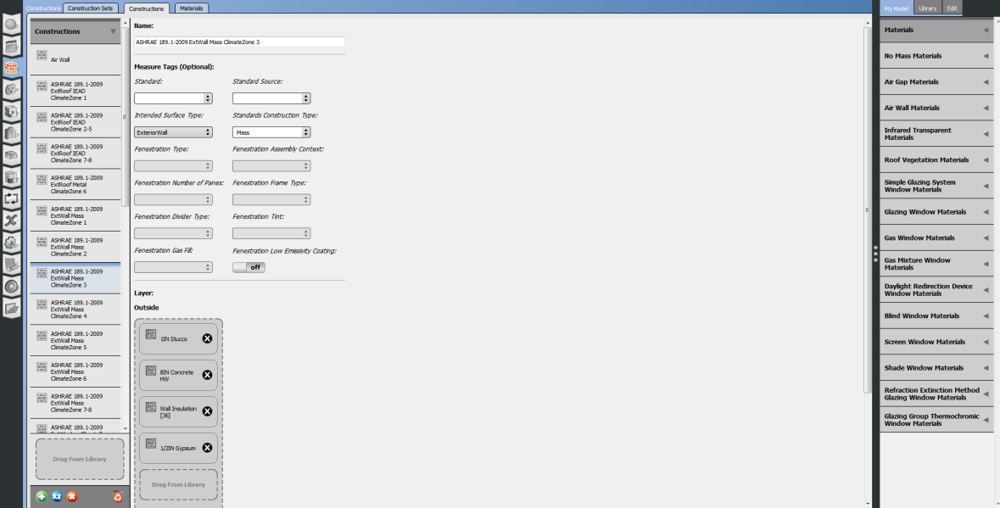 Constructions
Construction Sets
Constructions
Materials
My Model
Library
Edit
Constructions
Air Wall
ASHRAE 189.1-2009
ExtRoof IEAD
ClimateZone 1
ASHRAE 189.1-2009
ExtRoof IEAD
ClimateZone 2-5
ASHRAE 189.1-2009
ExtRoof IEAD
ClimateZone 7-8
ASHRAE 189.1-2009
ExtRoof Metal
ClimateZone 6
ASHRAE 189.1-2009
ExtWall Mass
ClimateZone 1
ASHRAE 189.1-2009
ExtWall Mass
ClimateZone 2
ASHRAE 189.1-2009
ExtWall Mass
ClimateZone 3
ASHRAE 189.1-2009
ExtWall Mass
ClimateZone 4
ASHRAE 189.1-2009
ExtWall Mass
ClimateZone 5
ASHRAE 189.1-2009
ExtWall Mass
ClimateZone 6
ASHRAE 189.1-2009
ExtWall Mass
ClimateZone 7-8
ASHRAE 189.1-2009
Drag From Library
X2
Name:
ASHRAE 189.1-2009 ExtWall Mass ClimateZone 3
Measure Tags (Optional):
Standard:
Standard Source:
Intended Surface Type:
Standards Construction Type:
ExteriorWall
Mass
Fenestration Type:
Fenestration Assembly Context:
Fenestration Number of Panes:
Fenestration Frame Type:
Fenestration Divider Type:
Fenestration Tint:
Fenestration Gas Fill:
Fenestration Low Emissivity Coating:
off
Layer:
Outside
1IN Stucco
8IN Concrete
HW
Wall Insulation
[36]
1/2IN Gypsum
Drag From Library
Materials
No Mass Materials
Air Gap Materials
Air Wall Materials
Infrared Transparent
Materials
Roof Vegetation Materials
Simple Glazing System
Window Materials
Glazing Window Materials
Gas Window Materials
Gas Mixture Window
Materials
Daylight Redirection Device
Window Materials
Blind Window Materials
Screen Window Materials
Shade Window Materials
Refraction Extinction Method
Glazing Window Materials
Glazing Group Thermochromic
Window Materials